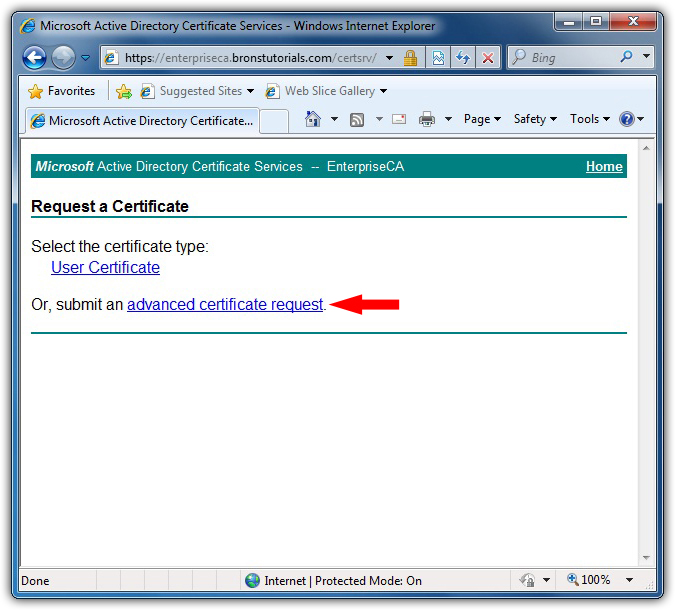 Microsoft Active Directory Certificate Services - Windows Internet Explorer
https://enterpriseca.bronstutorials.com/certsrv/
Bing
Favorites
Suggested Sites
Web Slice Gallery
Microsoft Active Directory Certificate...
Page
Safety
Tools
Microsoft Active Directory Certificate Services -- EnterpriseCA
Home
Request a Certificate
Select the certificate type:
User Certificate
Or, submit an advanced certificate request.
Done
Internet | Protected Mode: On
100%